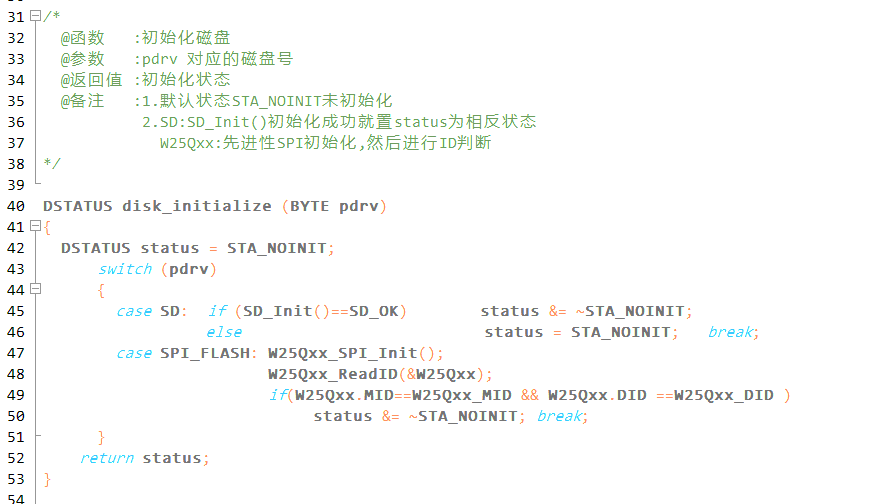 31 /*
32 @函数 :初始化磁盘
33 @参数 :pdrv 对应的磁盘号
34 @返回值 :初始化状态
35 @备注 :1.默认状态STA_NOINIT未初始化
36 2.SD:SD_Init()初始化成功就置status为相反状态
37 W25Qxx:先进性SPI初始化,然后进行ID判断
38 */
39
40 DSTATUS disk_initialize (BYTE pdrv)
41 {
42 DSTATUS status = STA_NOINIT;
43 switch (pdrv)
44 {
45 case SD: if (SD_Init()==SD_OK) status &= ~STA_NOINIT;
46 else status = STA_NOINIT; break;
47 case SPI_FLASH: W25Qxx_SPI_Init();
48 W25Qxx_ReadID(&W25Qxx);
49 if(W25Qxx.MID==W25Qxx_MID && W25Qxx.DID ==W25Qxx_DID )
50 status &= ~STA_NOINIT; break;
51 }
52 return status;
53 }
54